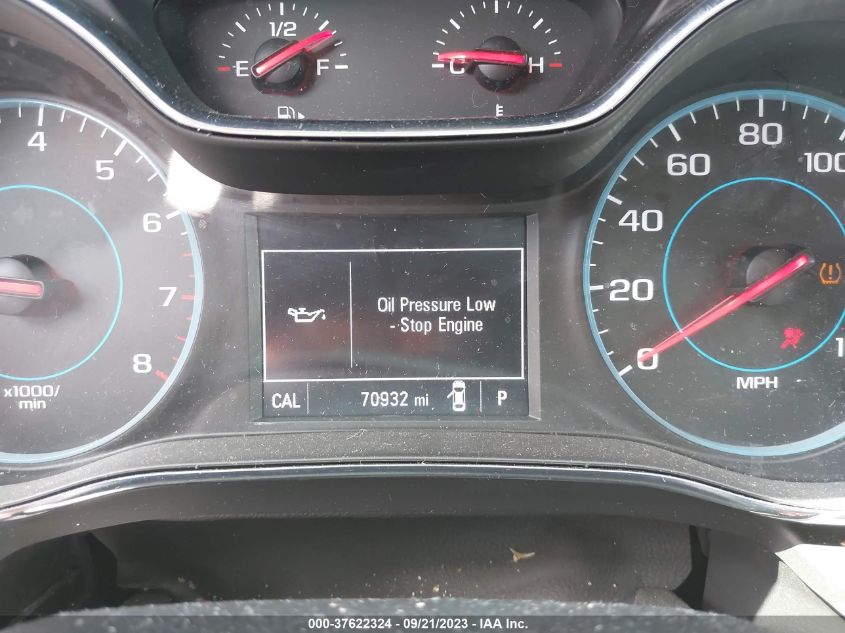 1/2
E F
C H
4
5
6
7
8
x1000/
min
Oil Pressure Low
- Stop Engine
CAL 70932 mi P
0
20
40
60
80
100
MPH
000-37622324 / 09/21/2023 / IAA Inc.